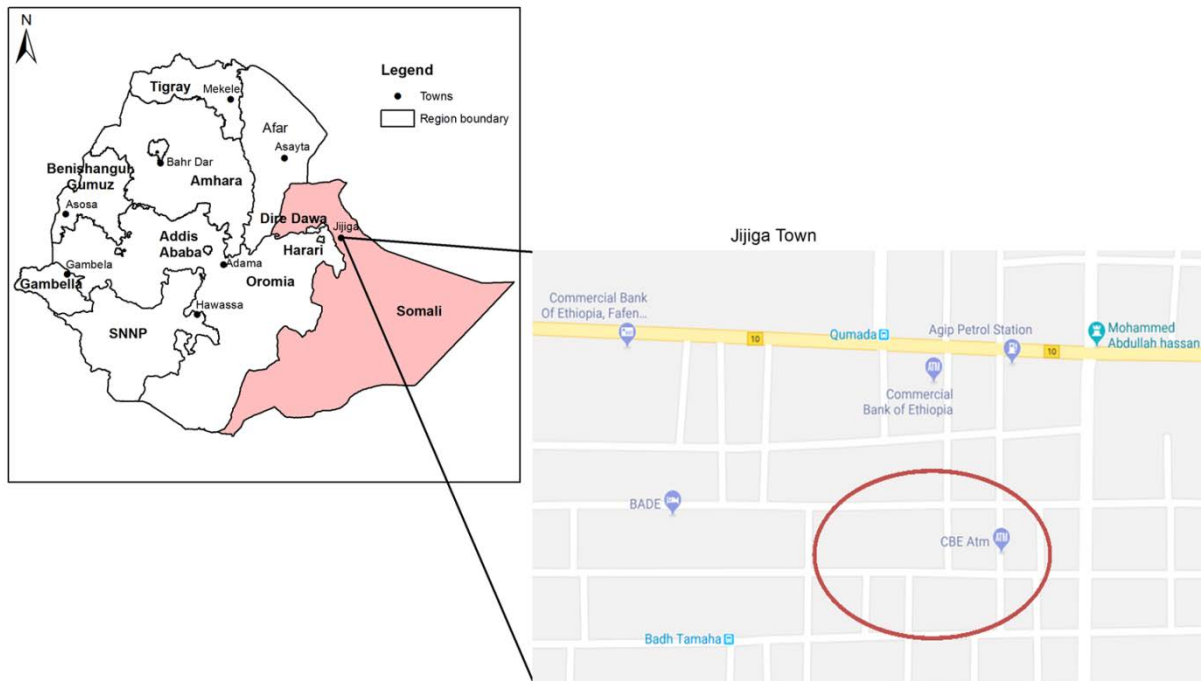 N
Legend
Towns
Region boundary
Tigray
Mekele
Afar
Asayta
Bahr Dar
Benishangul
Gumuz
Amhara
Asosa
Dire Dawa
Jijiga
Addis
Ababa
Harari
Gambela
Adama
Gambella
Oromia
Hawassa
Somali
SNNP
Jijiga Town
Commercial Bank
Of Ethiopia, Fafen...
10
Qumada
Agip Petrol Station
10
Mohammed
Abdullah hassan
ATM
Commercial
Bank of Ethiopia
BADE
CBE Atm
ATM
Badh Tamaha